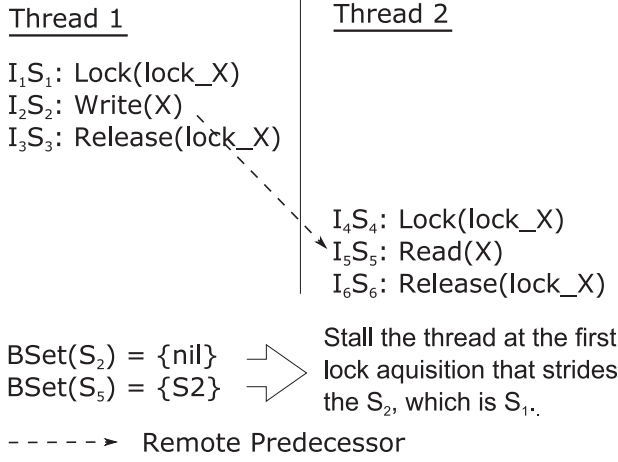 Thread 1
I₁S₁: Lock(lock_X)
I₂S₂: Write(X)
I₃S₃: Release(lock_X)
Thread 2
I₄S₄: Lock(lock_X)
I₅S₅: Read(X)
I₆S₆: Release(lock_X)
BSet(S₂) = {nil}
BSet(S₅) = {S2}
Stall the thread at the first
lock aquisition that strides
the S₂, which is S₁.
Remote Predecessor